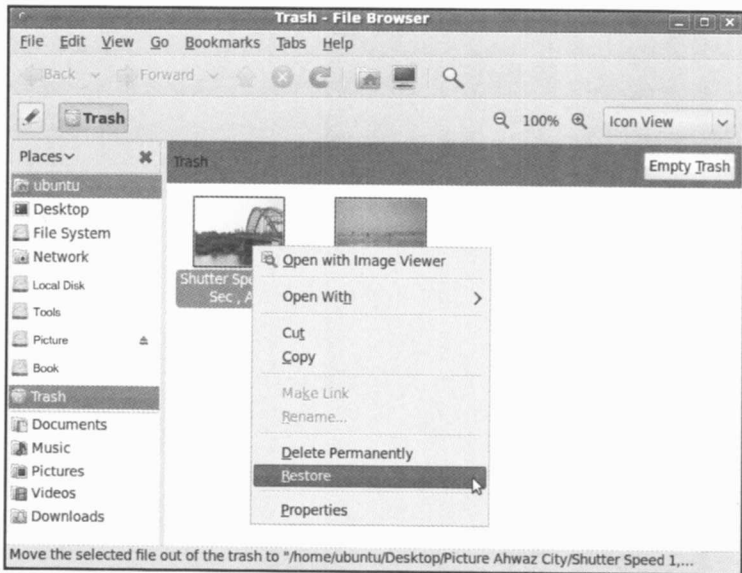 Trash - File Browser
File Edit View Go Bookmarks Tabs Help
Back Forward
Trash 100% Icon View
Places
Trash
Empty Trash
ubuntu
Desktop
File System
Network
Local Disk
Tools
Picture
Book
Trash
Documents
Music
Pictures
Videos
Downloads
Shutter Spe
Sec , A
Open with Image Viewer
Open With
Cut
Copy
Make Link
Rename...
Delete Permanently
Restore
Properties
Move the selected file out of the trash to "/home/ubuntu/Desktop/Picture Ahwaz City/Shutter Speed 1,...